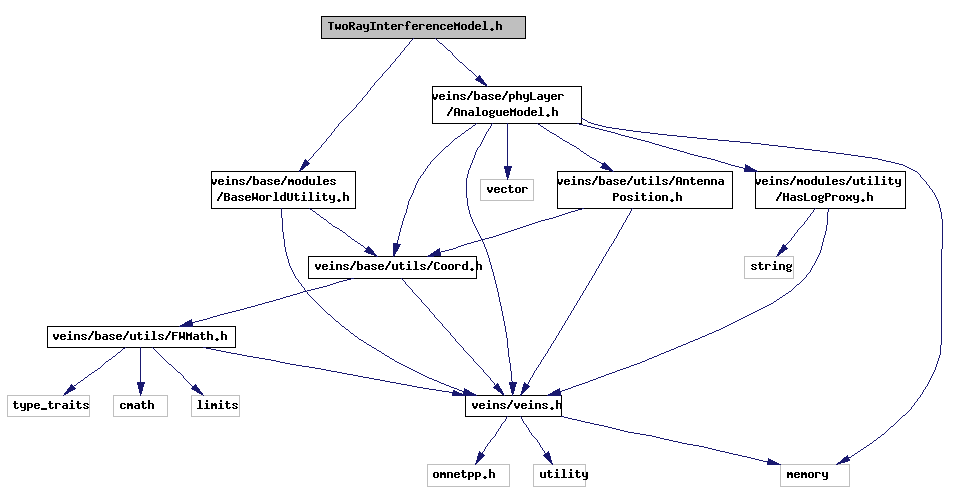 TwoRayInterferenceModel.h
veins/base/phyLayer
/AnalogueModel.h
veins/base/modules
/BaseWorldUtility.h
vector
veins/base/utils/Antenna
Position.h
veins/modules/utility
/HasLogProxy.h
veins/base/utils/Coord.h
string
veins/base/utils/FWMath.h
type_traits
cmath
limits
veins/veins.h
omnetpp.h
utility
memory